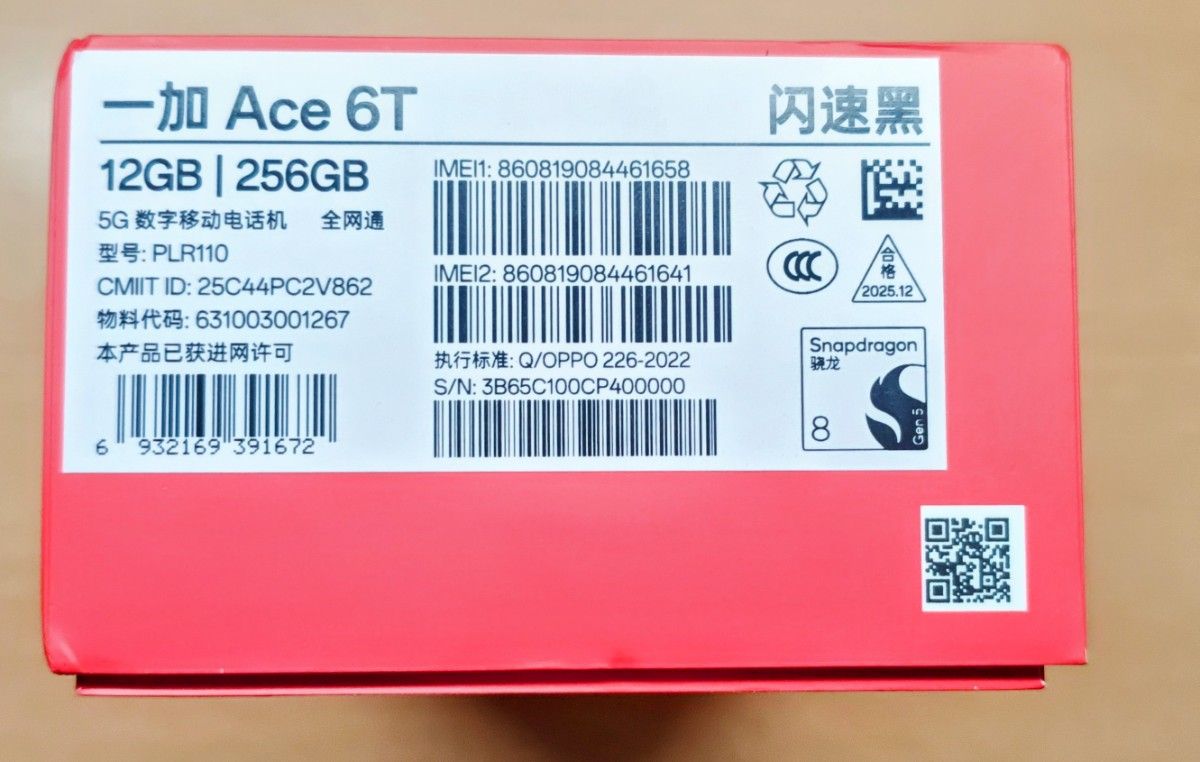 一加 Ace 6T
闪速黑
12GB | 256GB
5G 数字移动电话机 全网通
型号: PLR110
CMIIT ID: 25C44PC2V862
物料代码: 631003001267
本产品已获进网许可
6 932169 391672
IMEI1: 860819084461658
IMEI2: 860819084461641
执行标准: Q/OPPO 226-2022
S/N: 3B65C100CP400000
CCC
合格
2025.12
Snapdragon
骁龙
8
Gen 5